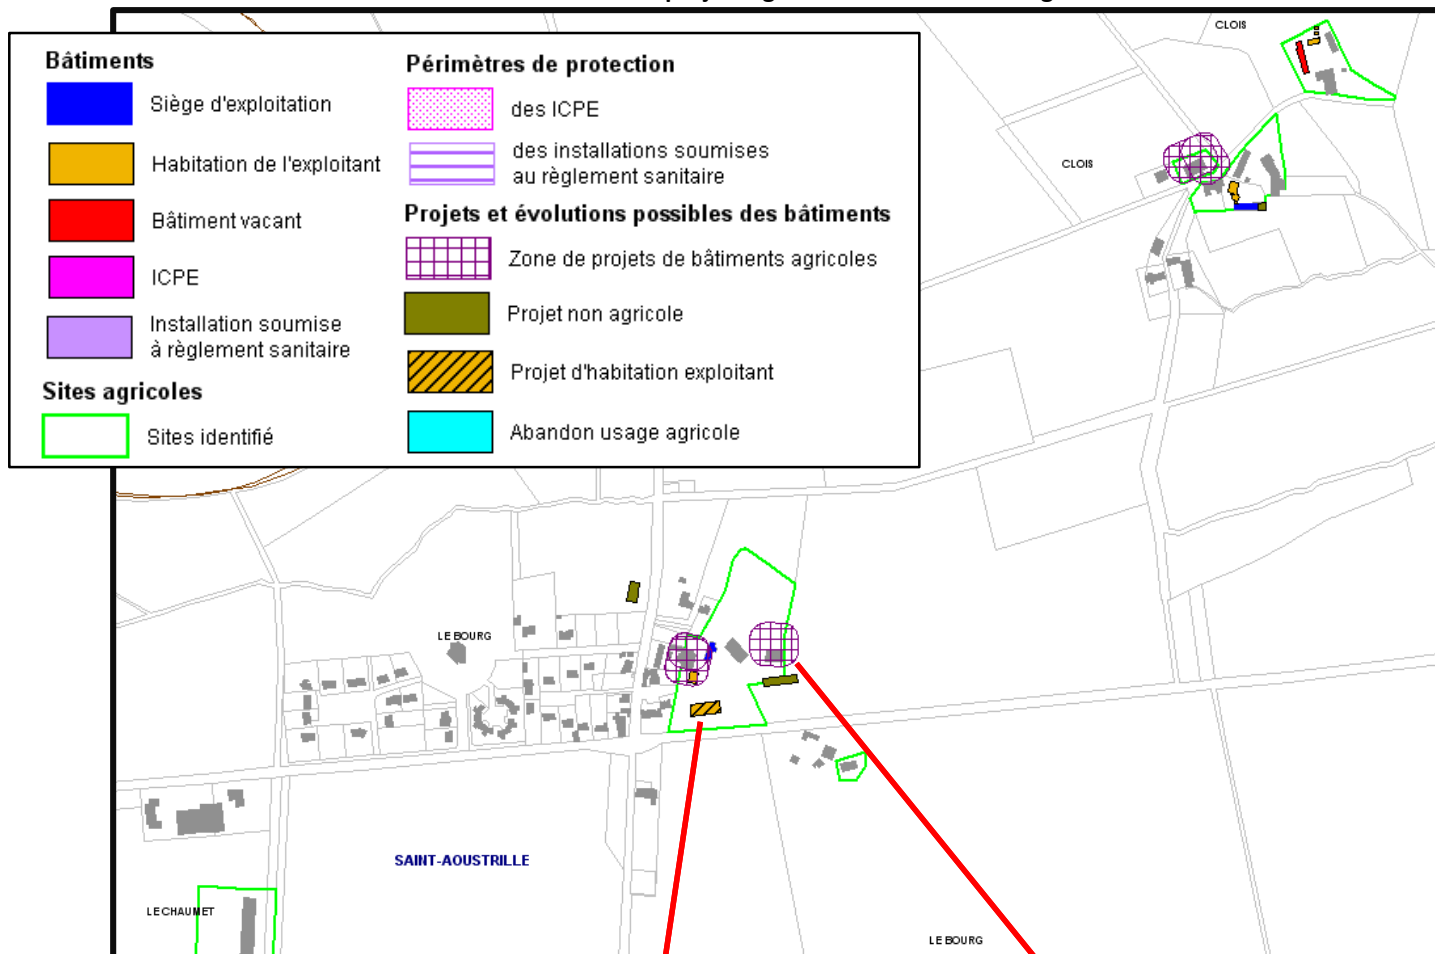 Bâtiments
Siège d'exploitation
Habitation de l'exploitant
Bâtiment vacant
ICPE
Installation soumise
à règlement sanitaire
Sites agricoles
Sites identifié
Périmètres de protection
des ICPE
des installations soumises
au règlement sanitaire
Projets et évolutions possibles des bâtiments
Zone de projets de bâtiments agricoles
Projet non agricole
Projet d'habitation exploitant
Abandon usage agricole
CLOIS
CLOIS
LE BOURG
SAINT-AOUSTRILLE
LE CHAUMET
LE BOURG